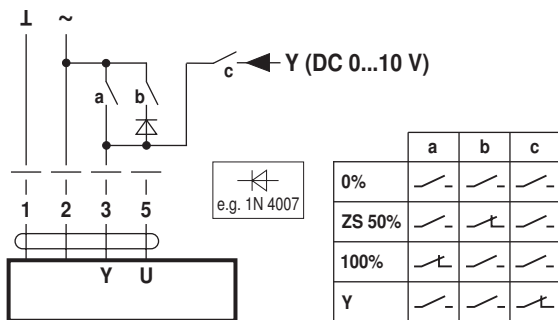 ⊥ ~
a b c Y (DC 0...10 V)
1 2 3 5
Y U
e.g. 1N 4007
a b c
0%
ZS 50%
100%
Y